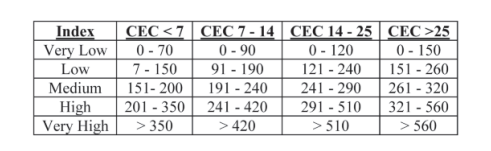 Index CEC < 7 CEC 7 - 14 CEC 14 - 25 CEC >25
Very Low 0 - 70 0 - 90 0 - 120 0 - 150
Low 7 - 150 91 - 190 121 - 240 151 - 260
Medium 151- 200 191 - 240 241 - 290 261 - 320
High 201 - 350 241 - 420 291 - 510 321 - 560
Very High > 350 > 420 > 510 > 560